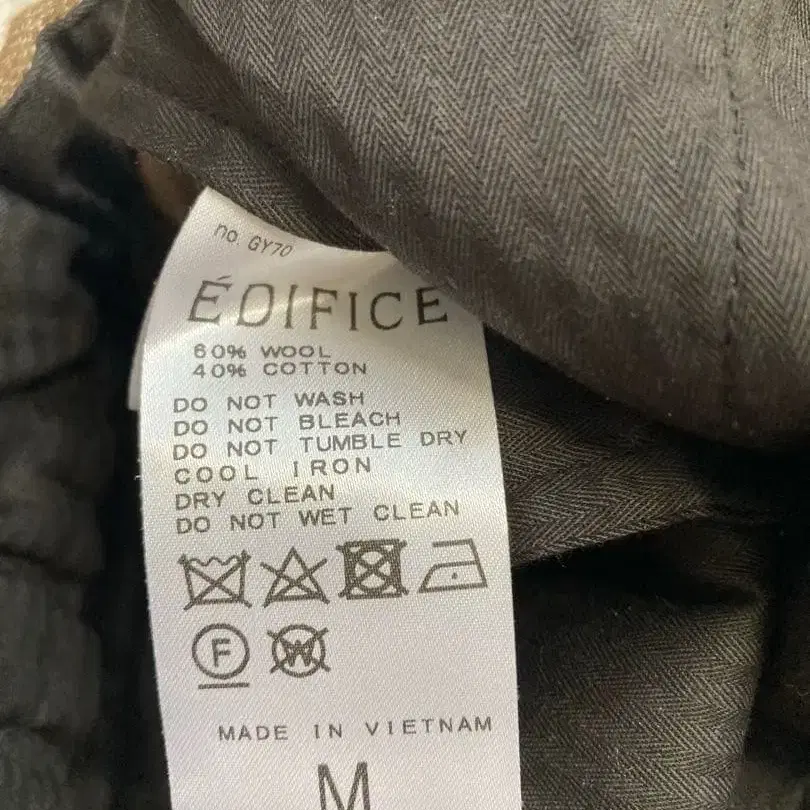 no. GY70
ÉDIFICE
60% WOOL
40% COTTON
DO NOT WASH
DO NOT BLEACH
DO NOT TUMBLE DRY
COOL IRON
DRY CLEAN
DO NOT WET CLEAN
F W
MADE IN VIETNAM
M